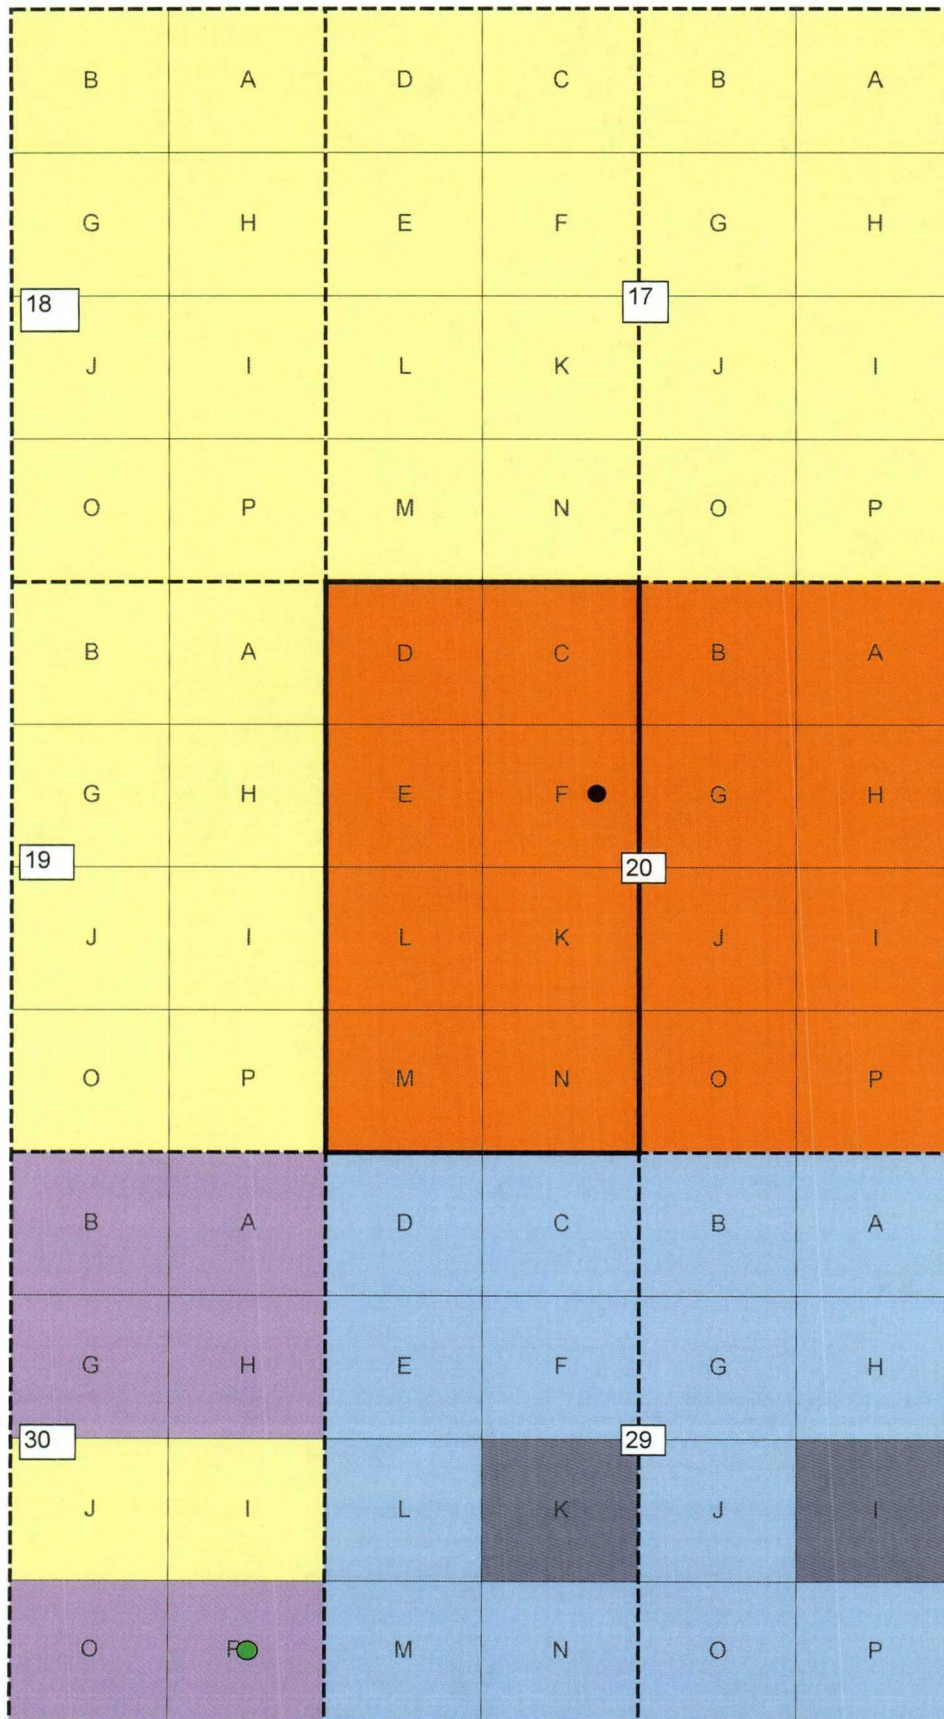 B A D C B A
G H E F G H
18 17
J I L K J I
O P M N O P
B A D C B A
G H E F G H
19 20
J I L K J I
O P M N O P
B A D C B A
G H E F G H
30 29
J I L K J I
O P M N O P